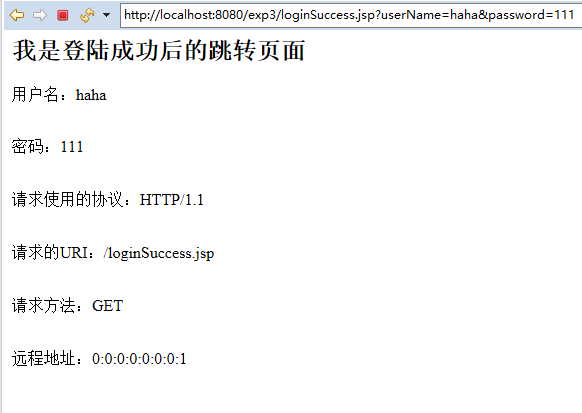 http://localhost:8080/exp3/loginSuccess.jsp?userName=haha&password=111
我是登陆成功后的跳转页面
用户名：haha
密码：111
请求使用的协议：HTTP/1.1
请求的URI：/loginSuccess.jsp
请求方法：GET
远程地址：0:0:0:0:0:0:0:1